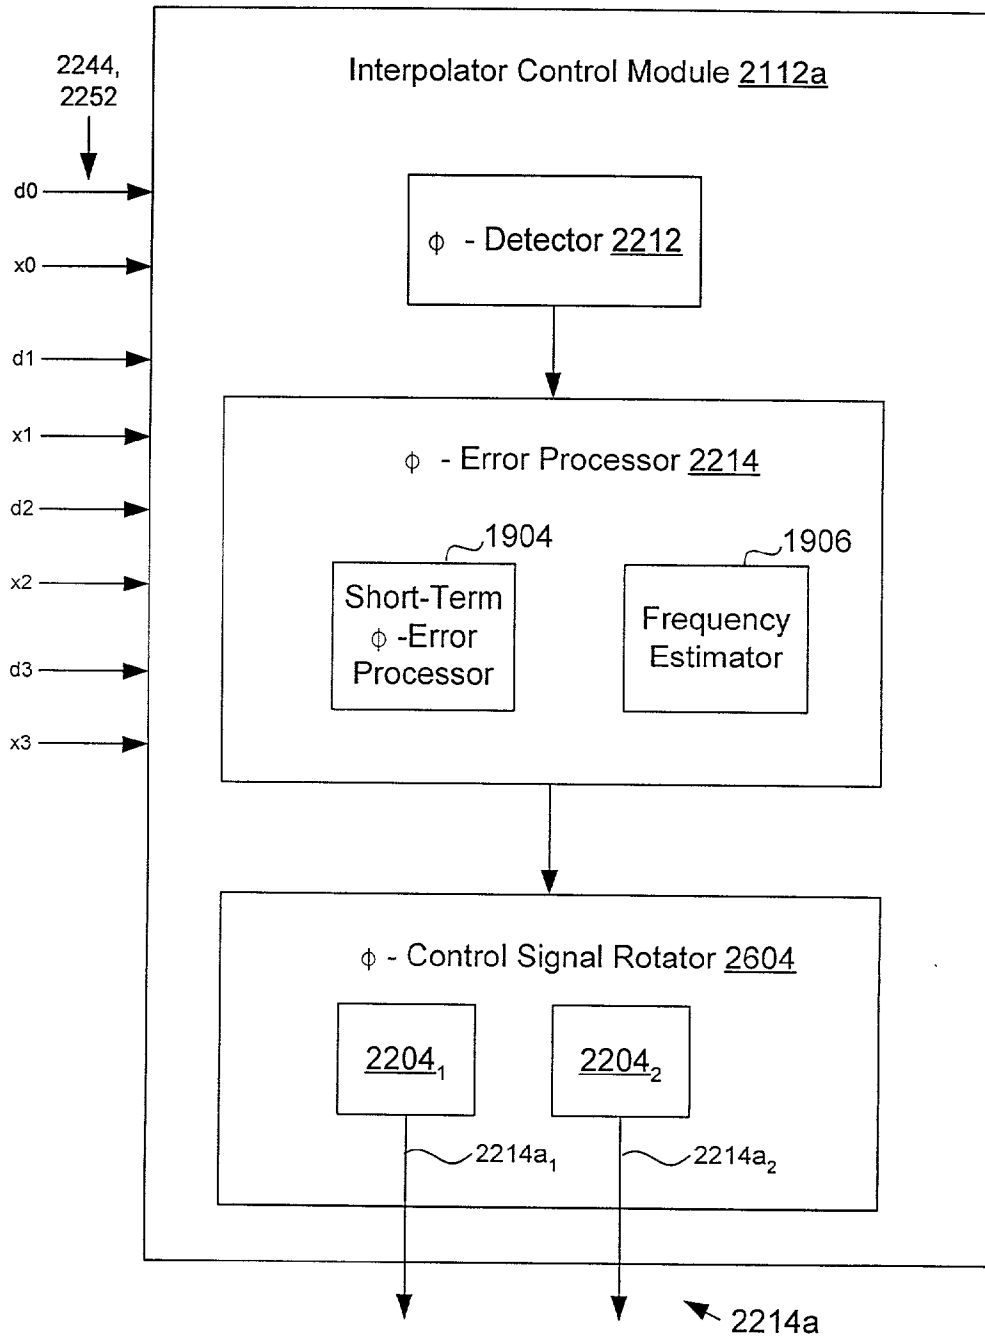 2244,
2252
Interpolator Control Module 2112a
d0
x0
d1
x1
d2
x2
d3
x3
ϕ - Detector 2212
ϕ - Error Processor 2214
1904
Short-Term
ϕ -Error
Processor
1906
Frequency
Estimator
ϕ - Control Signal Rotator 2604
2204₁
2204₂
2214a₁
2214a₂
2214a